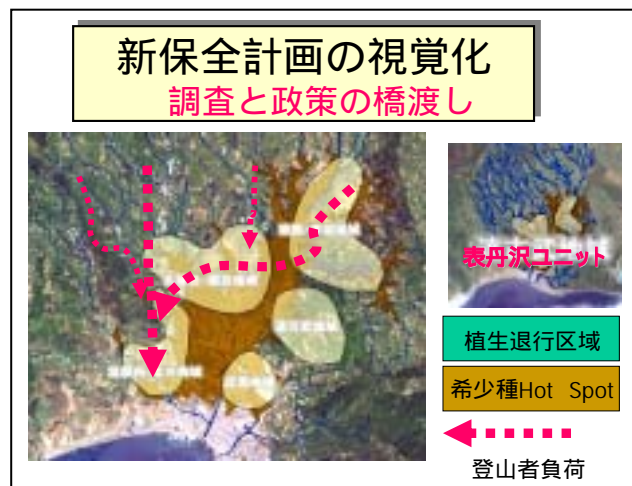 新保全計画の視覚化
調査と政策の橋渡し
表丹沢ユニット
植生退行区域
希少種Hot Spot
登山者負荷